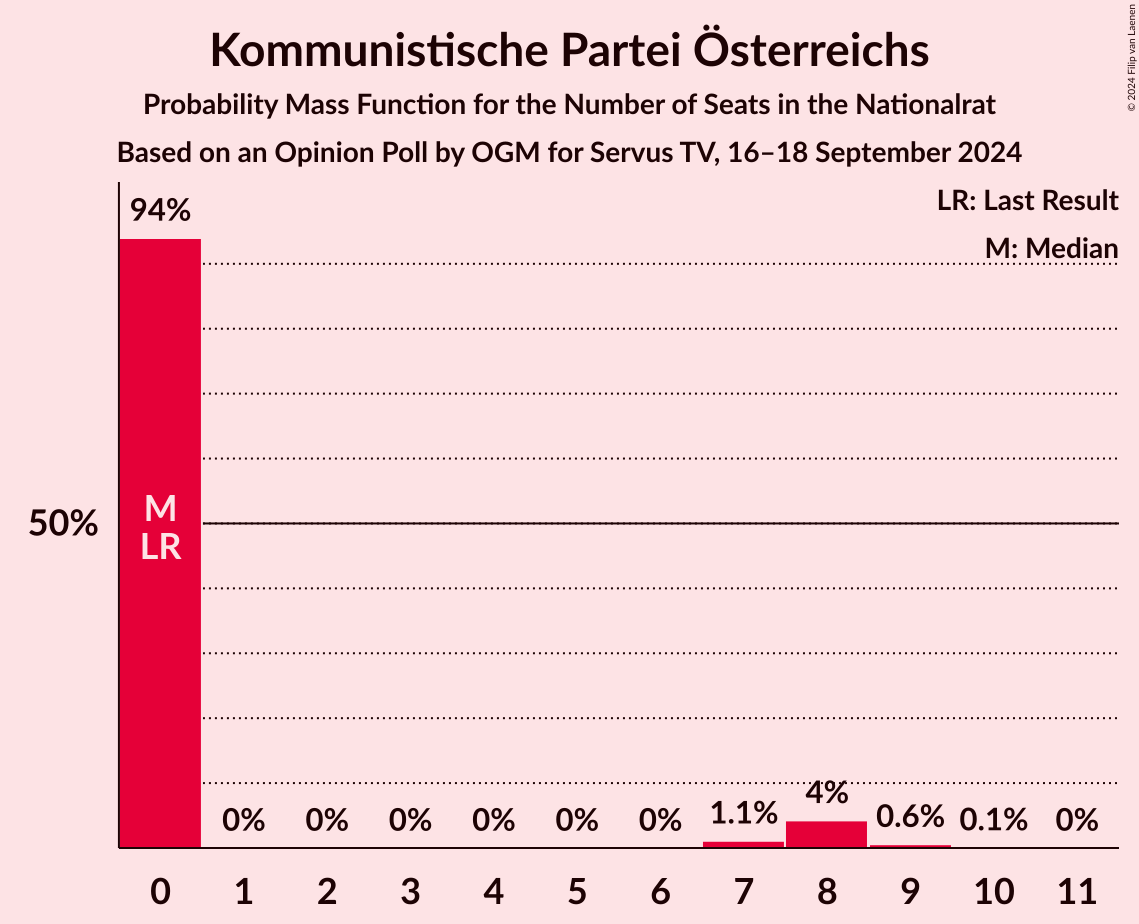 Kommunistische Partei Österreichs
Probability Mass Function for the Number of Seats in the Nationalrat
Based on an Opinion Poll by OGM for Servus TV, 16–18 September 2024
© 2024 Filip van Laenen
LR: Last Result
M: Median
94%
50%
M
LR
0% 0% 0% 0% 0% 0% 1.1% 4% 0.6% 0.1% 0%
0 1 2 3 4 5 6 7 8 9 10 11